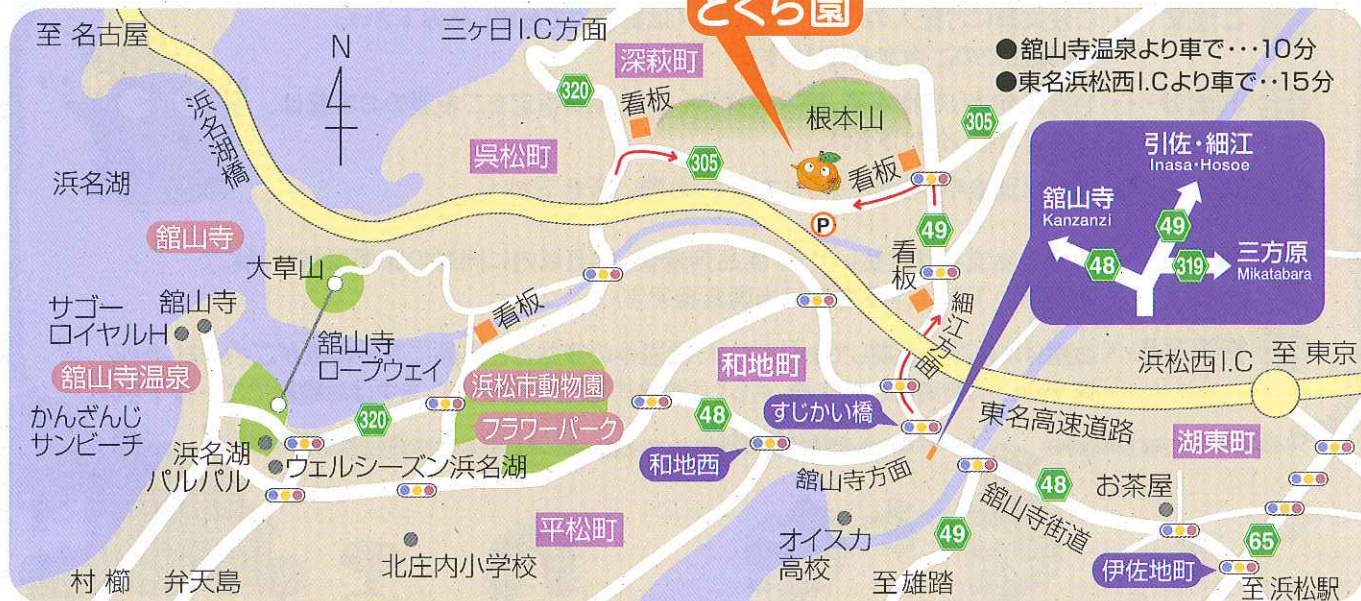 とくら園
至 名古屋
N
三ヶ日I.C方面
●舘山寺温泉より車で・・・10分
●東名浜松西I.Cより車で・・15分
深萩町
320
看板
根本山
305
浜名湖橋
呉松町
305
看板
浜名湖
引佐・細江
Inasa・Hosoe
舘山寺
Kanzanzi
49
48
319
三方原
Mikatabara
P
49
舘山寺
大草山
看板
細江方面
サゴー
ロイヤルH
舘山寺
看板
舘山寺
ロープウェイ
浜松西I.C
至 東京
和地町
舘山寺温泉
浜松市動物園
フラワーパーク
すじかい橋
東名高速道路
かんざんじ
サンビーチ
320
48
湖東町
浜名湖
パルパル
ウェルシーズン浜名湖
和地西
舘山寺方面
48
お茶屋
舘山寺街道
平松町
オイスカ
高校
49
65
北庄内小学校
伊佐地町
村櫛
弁天島
至雄踏
至 浜松駅